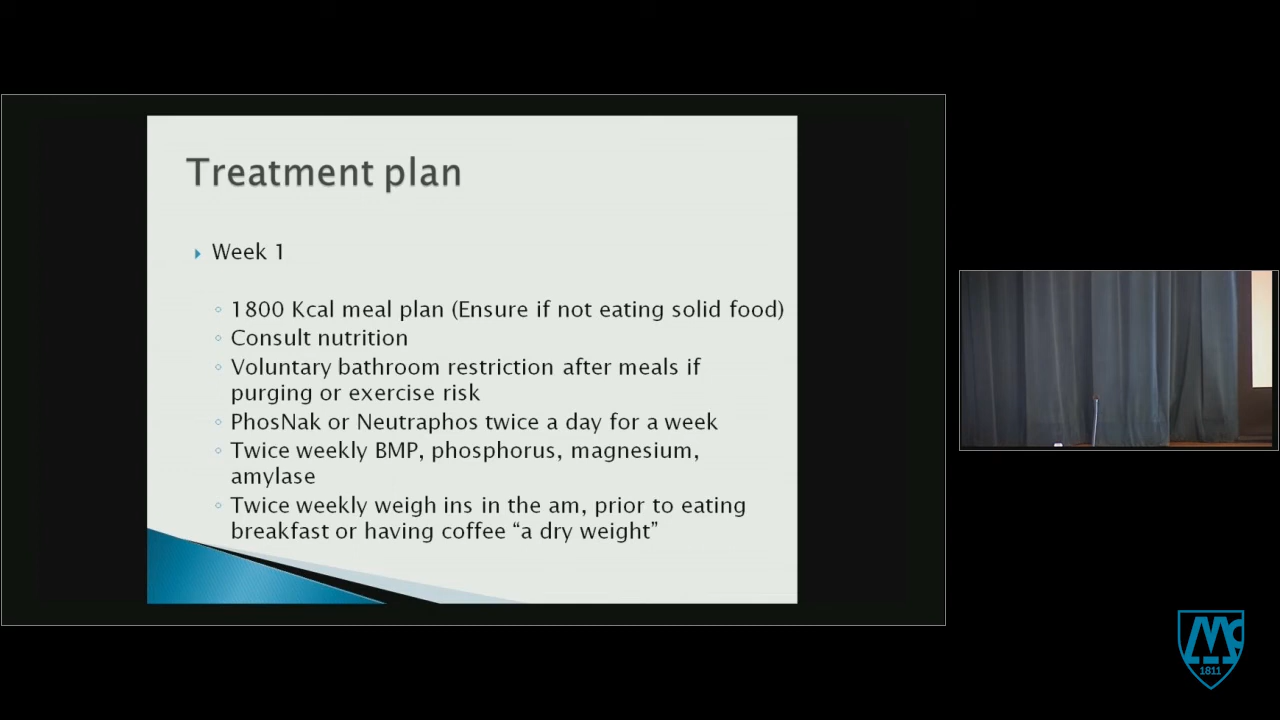 Treatment plan
Week 1
1800 Kcal meal plan (Ensure if not eating solid food)
Consult nutrition
Voluntary bathroom restriction after meals if
purging or exercise risk
PhosNak or Neutraphos twice a day for a week
Twice weekly BMP, phosphorus, magnesium,
amylase
Twice weekly weigh ins in the am, prior to eating
breakfast or having coffee “a dry weight”
Mc
1811